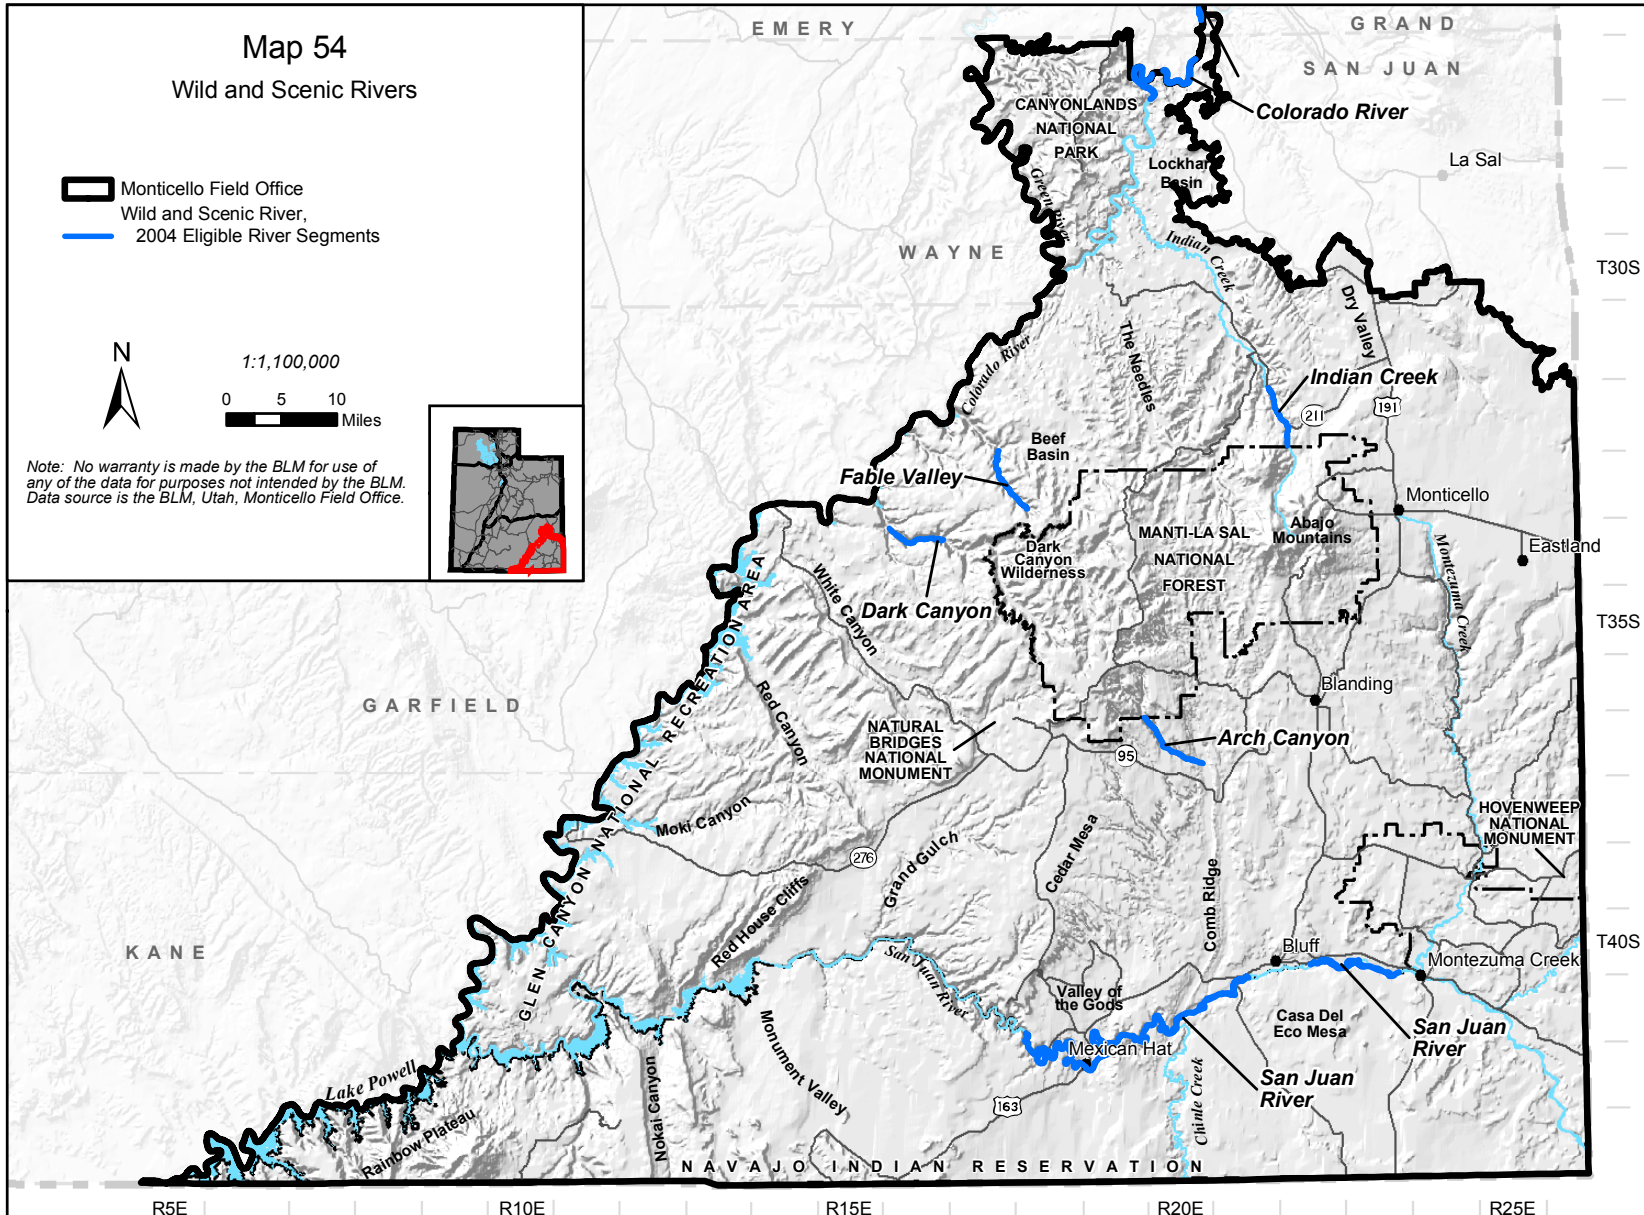 Map 54
Wild and Scenic Rivers
Monticello Field Office
Wild and Scenic River,
2004 Eligible River Segments
N
1:1,100,000
0 5 10
Miles
Note: No warranty is made by the BLM for use of
any of the data for purposes not intended by the BLM.
Data source is the BLM, Utah, Monticello Field Office.
EMERY
GRAND
SAN JUAN
CANYONLANDS
NATIONAL
PARK
Colorado River
Lockhart
Basin
La Sal
Green River
WAYNE
Indian Creek
T30S
Dry Valley
The Needles
Colorado River
Indian Creek
191
211
Beef
Basin
Fable Valley
Monticello
Abajo
Mountains
MANTI-LA SAL
NATIONAL
FOREST
Dark
Canyon
Wilderness
Eastland
Montezuma Creek
White Canyon
Dark Canyon
T35S
GLEN CANYON NATIONAL RECREATION AREA
Blanding
GARFIELD
Red Canyon
NATURAL
BRIDGES
NATIONAL
MONUMENT
Arch Canyon
95
HOVENWEEP
NATIONAL
MONUMENT
Moki Canyon
276
Grand Gulch
Cedar Mesa
Comb Ridge
Red House Cliffs
KANE
T40S
Bluff
Montezuma Creek
San Juan River
Valley of
the Gods
Casa Del
Eco Mesa
San Juan
River
Mexican Hat
San Juan
River
Monument Valley
Lake Powell
Chinle Creek
163
Nokai Canyon
Rainbow Plateau
NAVAJO INDIAN RESERVATION
R5E R10E R15E R20E R25E